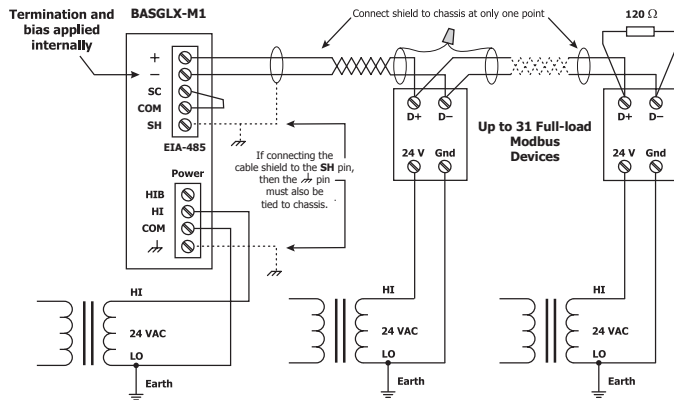 Termination and
bias applied
internally
BASGLX-M1
+
−
SC
COM
SH
EIA-485
Power
HIB
HI
COM
Connect shield to chassis at only one point
120 Ω
If connecting the
cable shield to the SH pin,
then the pin
must also be
tied to chassis.
D+ D−
24 V Gnd
Up to 31 Full-load
Modbus
Devices
D+ D−
24 V Gnd
HI
24 VAC
LO
Earth
HI
24 VAC
LO
Earth
HI
24 VAC
LO
Earth